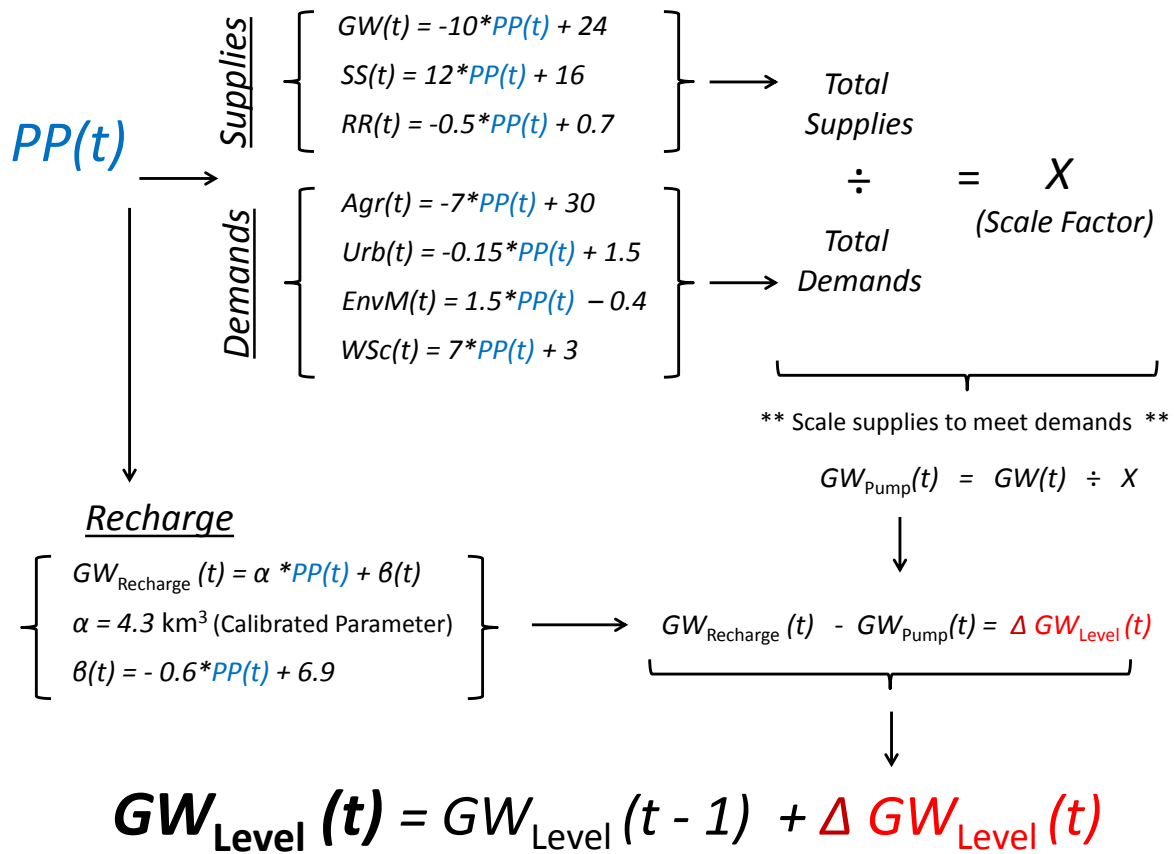 PP(t)
Supplies
GW(t) = -10*PP(t) + 24
SS(t) = 12*PP(t) + 16
RR(t) = -0.5*PP(t) + 0.7
Demands
Agr(t) = -7*PP(t) + 30
Urb(t) = -0.15*PP(t) + 1.5
EnvM(t) = 1.5*PP(t) – 0.4
WSc(t) = 7*PP(t) + 3
Total
Supplies
÷ = X
(Scale Factor)
Total
Demands
** Scale supplies to meet demands **
GWPump(t) = GW(t) ÷ X
Recharge
GWRecharge (t) = α *PP(t) + β(t)
α = 4.3 km³ (Calibrated Parameter)
β(t) = - 0.6*PP(t) + 6.9
GWRecharge (t) - GWPump(t) = Δ GWLevel (t)
GWLevel (t) = GWLevel (t - 1) + Δ GWLevel (t)